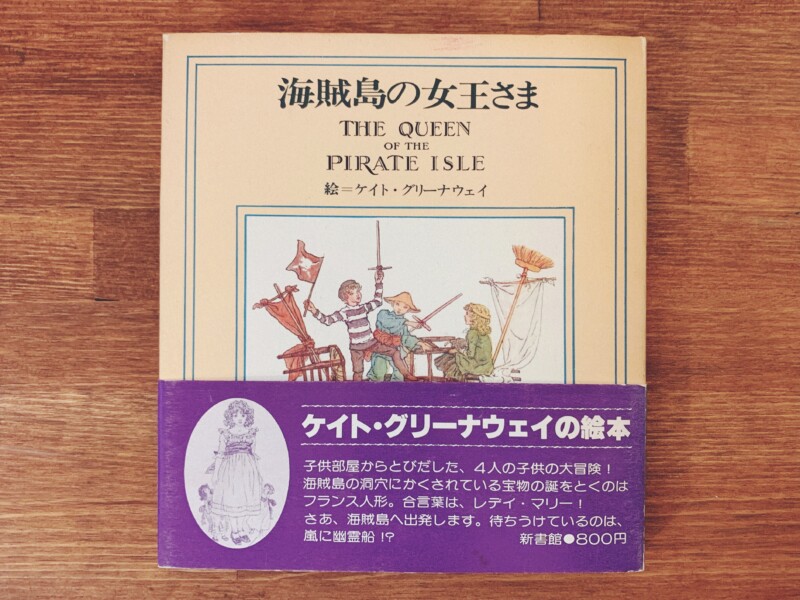 海賊島の女王さま
THE QUEEN
OF THE
PIRATE ISLE
絵=ケイト・グリーナウェイ
ケイト・グリーナウェイの絵本
子供部屋からとびだした、4人の子供の大冒険!
海賊島の洞穴にかくされている宝物の誕をとくのは
フランス人形。合言葉は、レディ・マリー!
さあ、海賊島へ出発します。待ちうけているのは、
嵐に幽霊船!?
新書館●800円